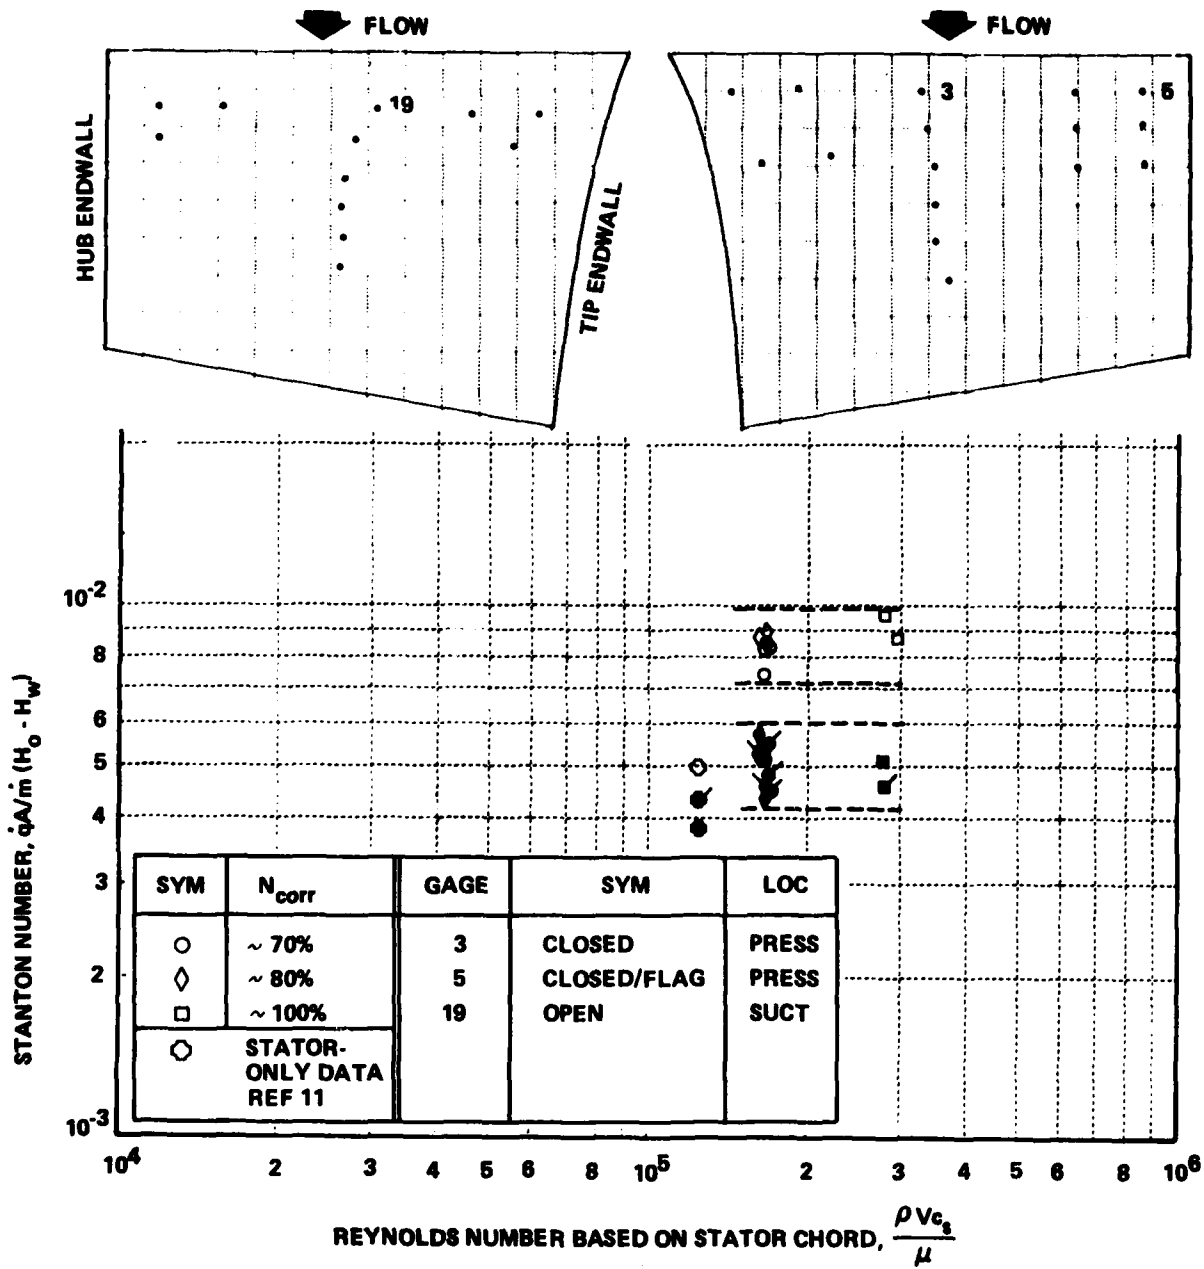 FLOW
FLOW
19
3
5
HUB ENDWALL
TIP ENDWALL
STANTON NUMBER, q̇A/ṁ (H₀ - H_w)
10⁻²
8
6
5
4
3
2
10⁻³
SYM N_corr GAGE SYM LOC
○ ~ 70% 3 CLOSED PRESS
◊ ~ 80% 5 CLOSED/FLAG PRESS
□ ~ 100% 19 OPEN SUCT
STATOR-
ONLY DATA
REF 11
10⁴ 2 3 4 5 6 8 10⁵ 2 3 4 5 6 8 10⁶
REYNOLDS NUMBER BASED ON STATOR CHORD, ρVc_s/μ